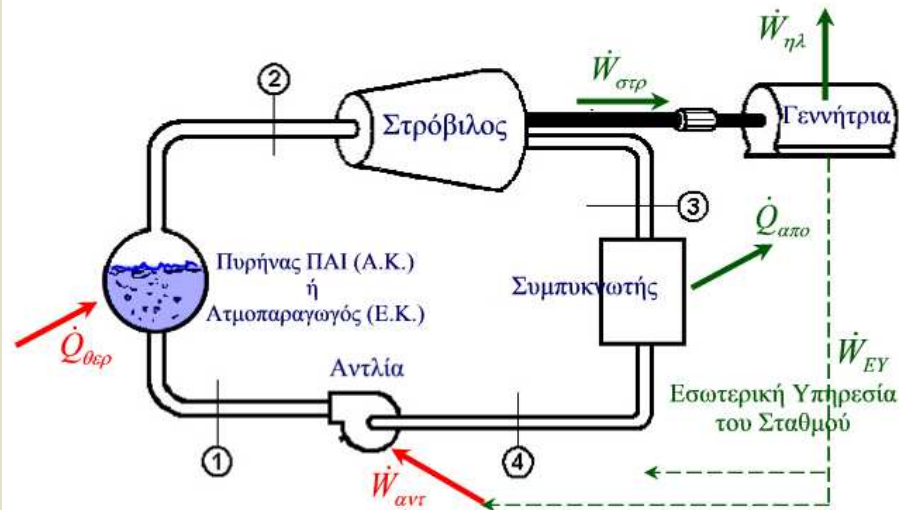 Ẇηλ
②
Ẇστρ
Στρόβιλος
Γεννήτρια
③
Q̇απο
Πυρήνας ΠΑΙ (Α.Κ.)
ή
Ατμοπαραγωγός (Ε.Κ.)
Συμπυκνωτής
Q̇θερ
Αντλία
ẆΕΥ
Εσωτερική Υπηρεσία
του Σταθμού
①
④
Ẇαντ